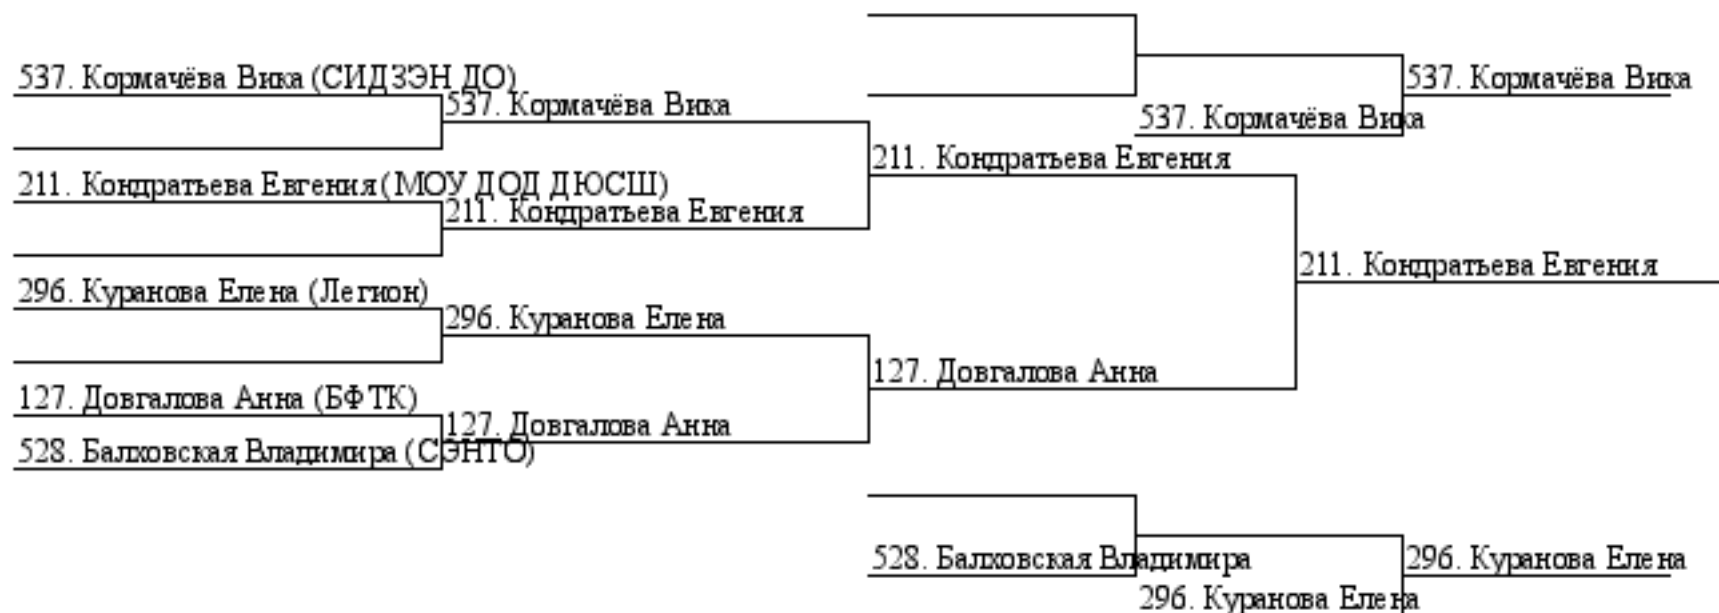 537. Кормачёва Вика (СИДЗЭН ДО)
211. Кондратьева Евгения (МОУ ДОД ДЮСШ)
296. Куранова Елена (Легион)
127. Довгалова Анна (БФТК)
528. Балховская Владимира (СЭНТО)
537. Кормачёва Вика
211. Кондратьева Евгения
296. Куранова Елена
127. Довгалова Анна
211. Кондратьева Евгения
127. Довгалова Анна
211. Кондратьева Евгения
537. Кормачёва Вика
537. Кормачёва Вика
528. Балховская Владимира
296. Куранова Елена
296. Куранова Елена